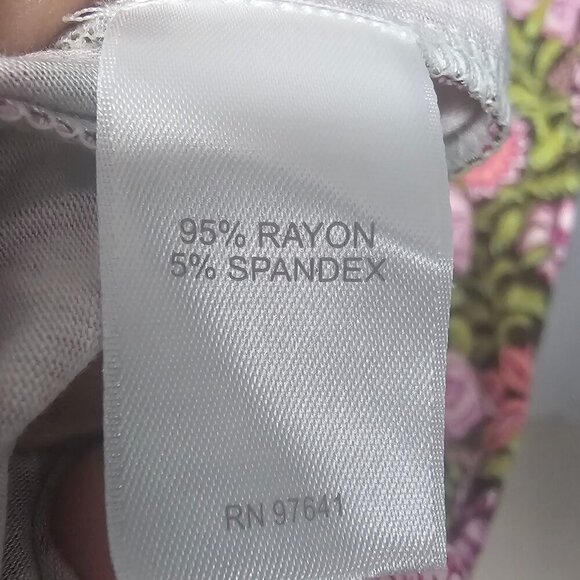 95% RAYON
5% SPANDEX
RN 97641